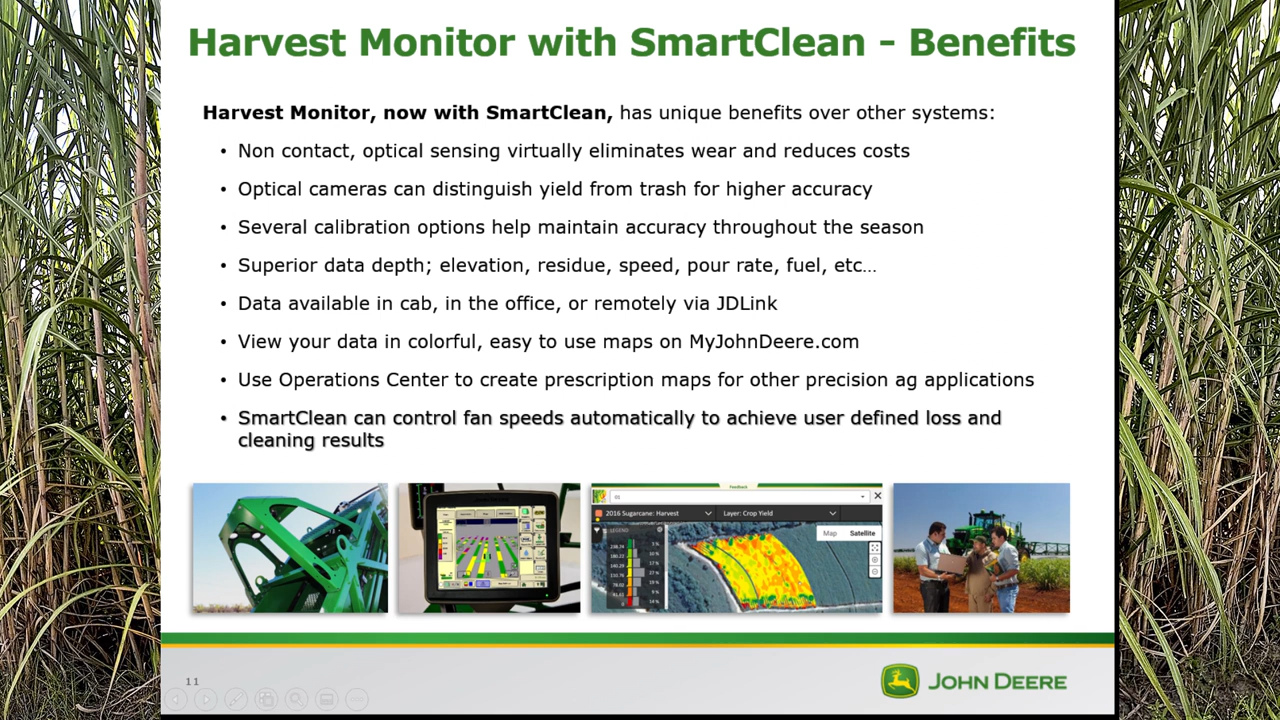 Harvest Monitor with SmartClean - Benefits
Harvest Monitor, now with SmartClean, has unique benefits over other systems:
• Non contact, optical sensing virtually eliminates wear and reduces costs
• Optical cameras can distinguish yield from trash for higher accuracy
• Several calibration options help maintain accuracy throughout the season
• Superior data depth; elevation, residue, speed, pour rate, fuel, etc…
• Data available in cab, in the office, or remotely via JDLink
• View your data in colorful, easy to use maps on MyJohnDeere.com
• Use Operations Center to create prescription maps for other precision ag applications
• SmartClean can control fan speeds automatically to achieve user defined loss and
cleaning results
Feedback
2016 Sugarcane: Harvest
Layer: Crop Yield
LEGEND
Map
Satellite
11
JOHN DEERE